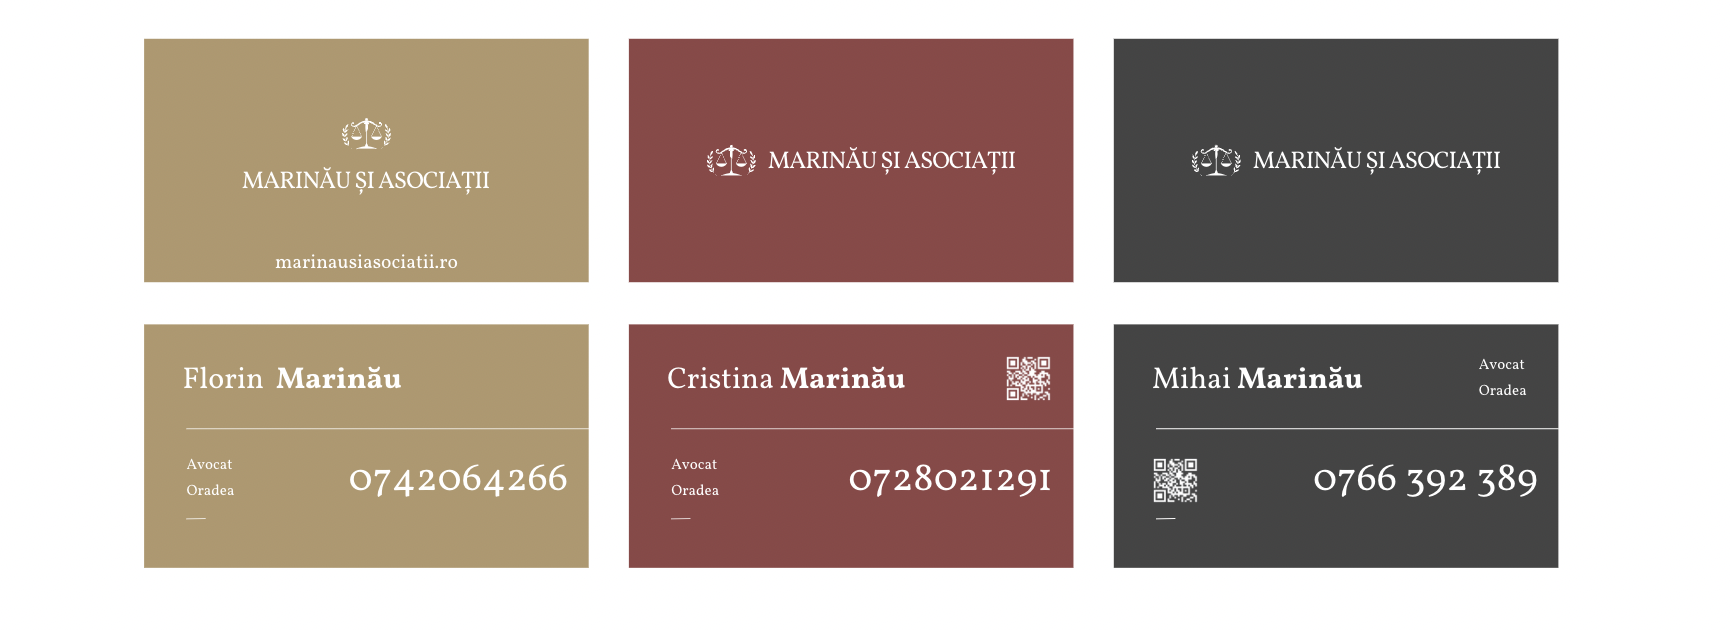 MARINĂU ȘI ASOCIAȚII
marinausiasociatii.ro
MARINĂU ȘI ASOCIAȚII
MARINĂU ȘI ASOCIAȚII
Florin Marinău
Avocat
Oradea
0742064266
Cristina Marinău
Avocat
Oradea
0728021291
Mihai Marinău
Avocat
Oradea
0766 392 389